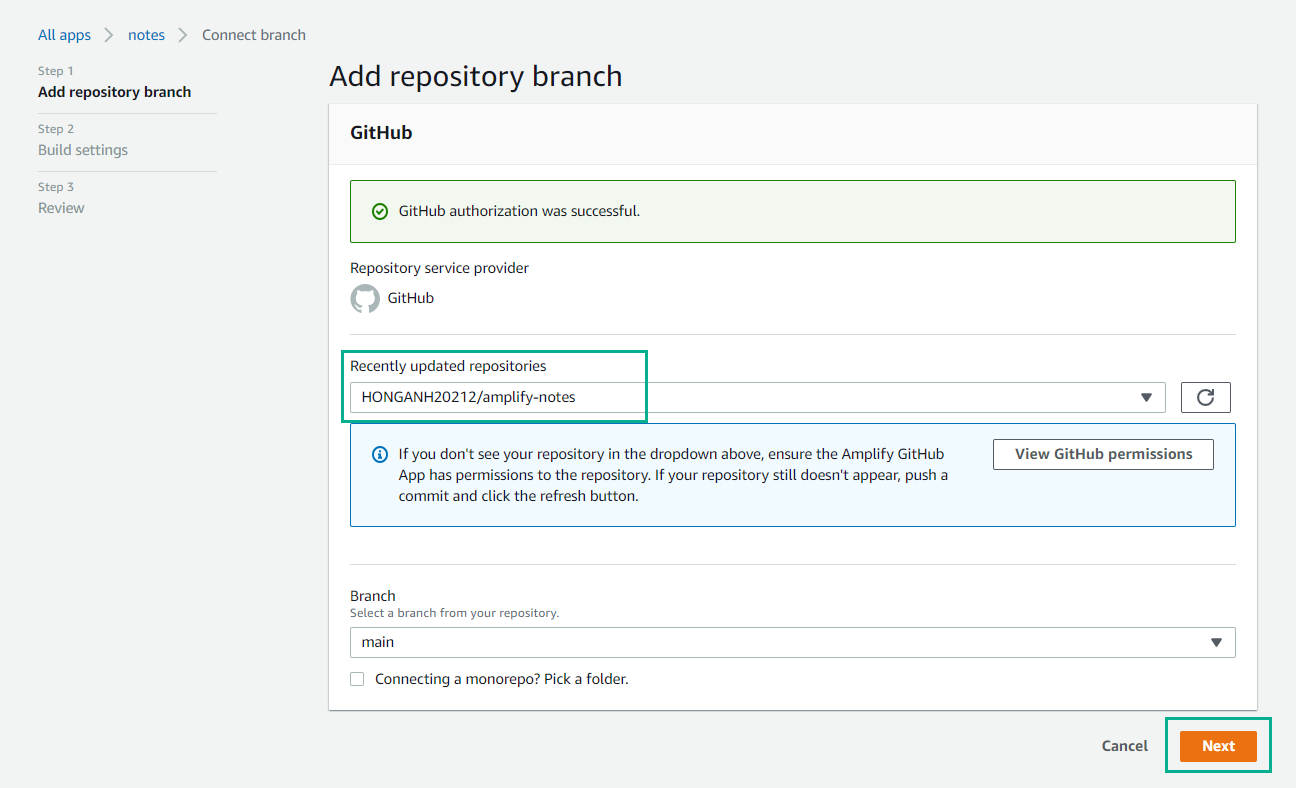 All apps > notes > Connect branch
Step 1
Add repository branch
Step 2
Build settings
Step 3
Review
Add repository branch
GitHub
GitHub authorization was successful.
Repository service provider
GitHub
Recently updated repositories
HONGANH20212/amplify-notes
If you don't see your repository in the dropdown above, ensure the Amplify GitHub
App has permissions to the repository. If your repository still doesn't appear, push a
commit and click the refresh button.
View GitHub permissions
Branch
Select a branch from your repository.
main
Connecting a monorepo? Pick a folder.
Cancel
Next